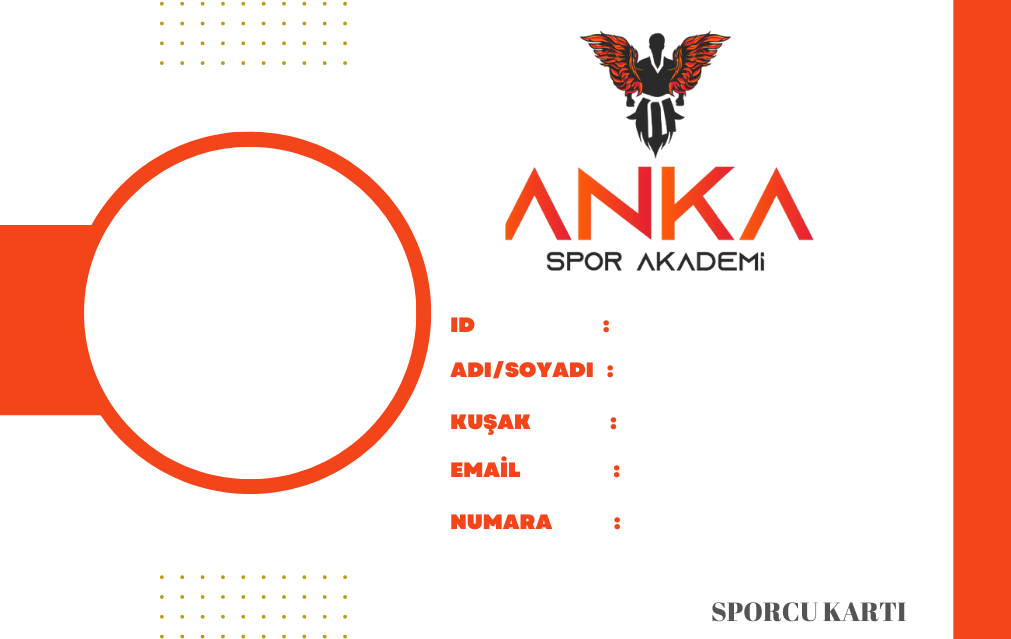 ANKA
SPOR AKADEMi
ID :
ADI/SOYADI :
KUŞAK :
EMAİL :
NUMARA :
SPORCU KARTI